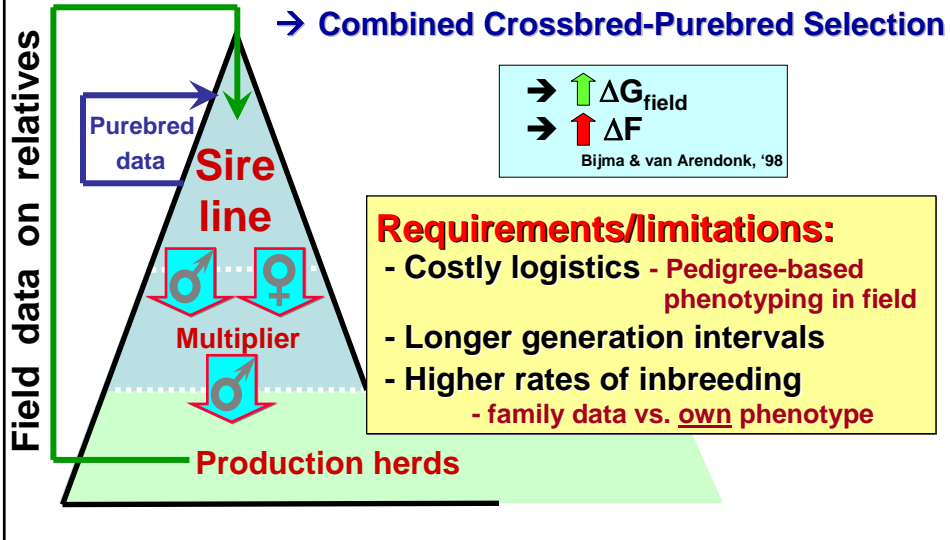 → Combined Crossbred-Purebred Selection
Field data on relatives
Purebred
data
Sire
line
♂ ♀
Multiplier
♂
Production herds
→ ⇧ ΔGfield
→ ⇧ ΔF
Bijma & van Arendonk, ‘98
Requirements/limitations:
- Costly logistics - Pedigree-based
phenotyping in field
- Longer generation intervals
- Higher rates of inbreeding
- family data vs. own phenotype